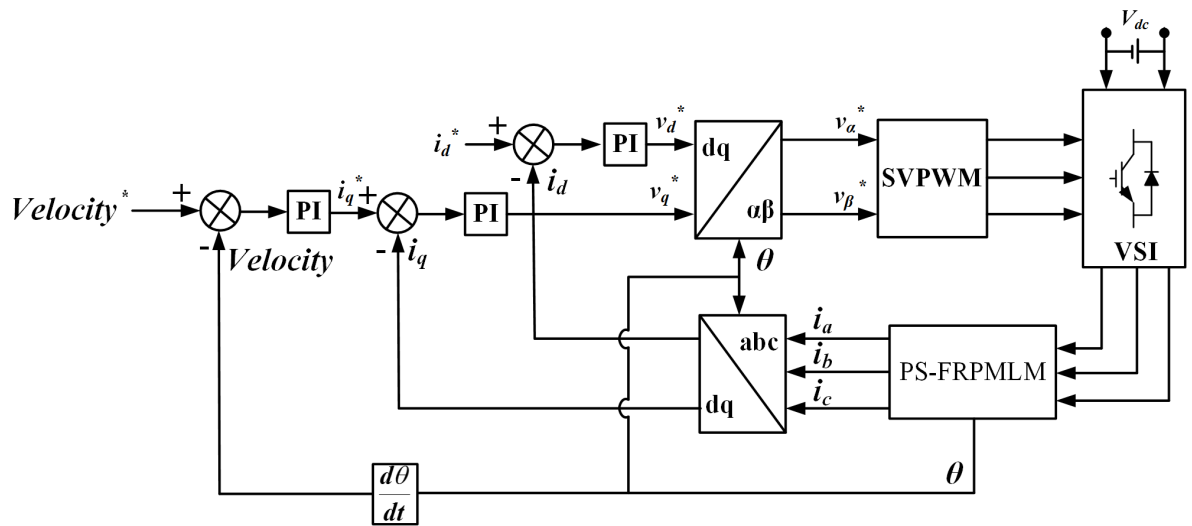 V_dc
i_d^* + - i_d PI v_d^* dq αβ v_α^* SVPWM
Velocity^* + - PI i_q^* + - i_q PI v_q^* v_β^* VSI
Velocity
θ
abc dq i_a i_b i_c PS-FRPMLM
dθ/dt θ